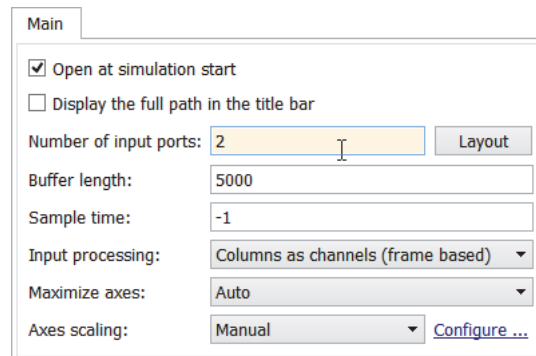 Main
Open at simulation start
Display the full path in the title bar
Number of input ports: 2 Layout
Buffer length: 5000
Sample time: -1
Input processing: Columns as channels (frame based)
Maximize axes: Auto
Axes scaling: Manual Configure ...